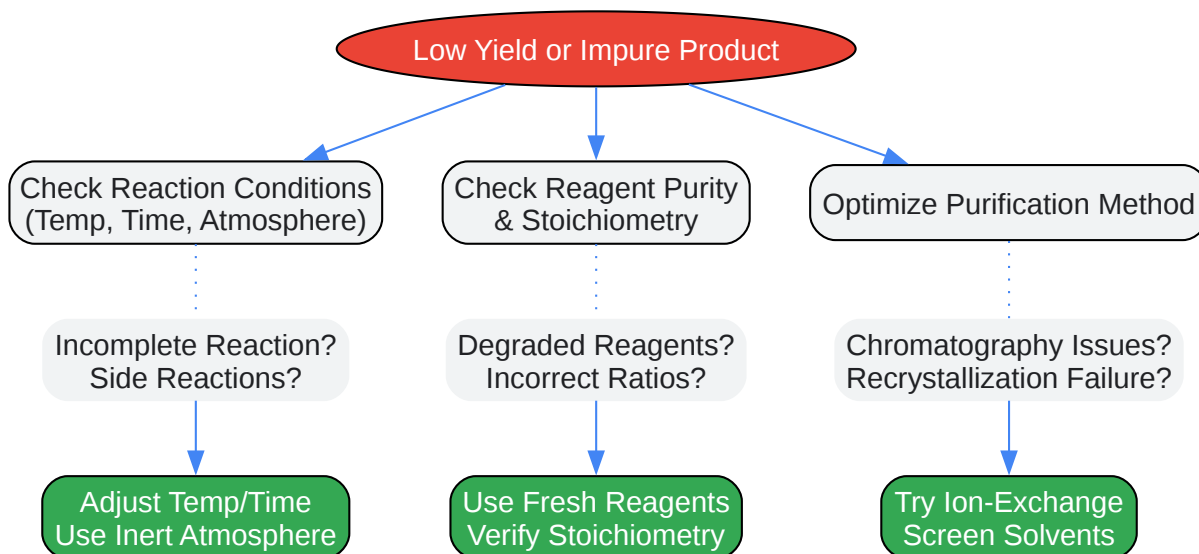 Low Yield or Impure Product
Check Reaction Conditions
(Temp, Time, Atmosphere)
Check Reagent Purity
& Stoichiometry
Optimize Purification Method
Incomplete Reaction?
Side Reactions?
Degraded Reagents?
Incorrect Ratios?
Chromatography Issues?
Recrystallization Failure?
Adjust Temp/Time
Use Inert Atmosphere
Use Fresh Reagents
Verify Stoichiometry
Try Ion-Exchange
Screen Solvents